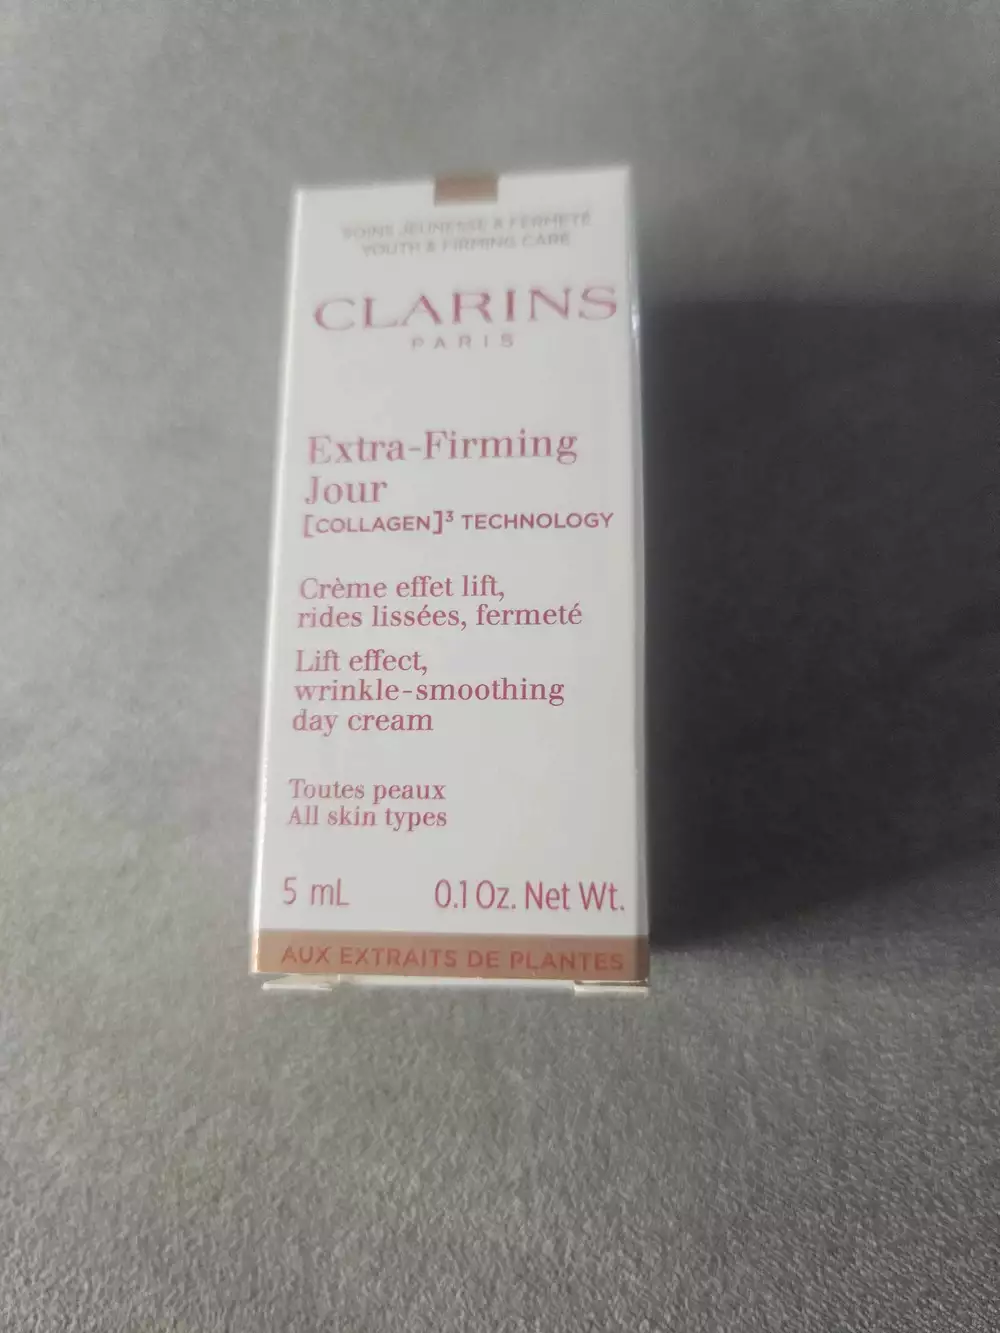 SOINS JEUNESSE & FERMETÉ
YOUTH & FIRMING CARE
CLARINS
PARIS
Extra-Firming
Jour
[COLLAGEN]³ TECHNOLOGY
Crème effet lift,
rides lissées, fermeté
Lift effect,
wrinkle-smoothing
day cream
Toutes peaux
All skin types
5 mL 0.1 Oz. Net Wt.
AUX EXTRAITS DE PLANTES